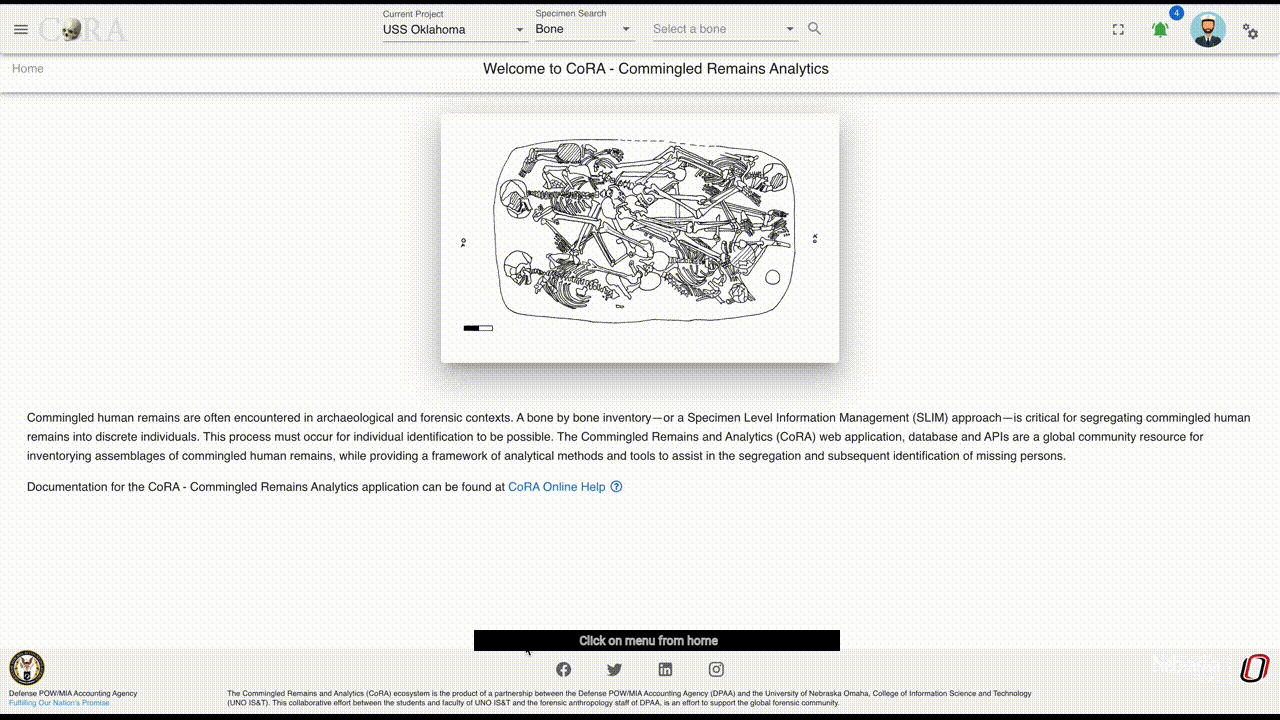 Current Project
USS Oklahoma
Specimen Search
Bone
Select a bone
4
CoRA
Home
Welcome to CoRA - Commingled Remains Analytics
Commingled human remains are often encountered in archaeological and forensic contexts. A bone by bone inventory—or a Specimen Level Information Management (SLIM) approach—is critical for segregating commingled human
remains into discrete individuals. This process must occur for individual identification to be possible. The Commingled Remains and Analytics (CoRA) web application, database and APIs are a global community resource for
inventorying assemblages of commingled human remains, while providing a framework of analytical methods and tools to assist in the segregation and subsequent identification of missing persons.
Documentation for the CoRA - Commingled Remains Analytics application can be found at CoRA Online Help
Click on menu from home
Defense POW/MIA Accounting Agency
Fulfilling Our Nation's Promise
The Commingled Remains and Analytics (CoRA) ecosystem is the product of a partnership between the Defense POW/MIA Accounting Agency (DPAA) and the University of Nebraska Omaha, College of Information Science and Technology
(UNO IS&T). This collaborative effort between the students and faculty of UNO IS&T and the forensic anthropology staff of DPAA, is an effort to support the global forensic community.